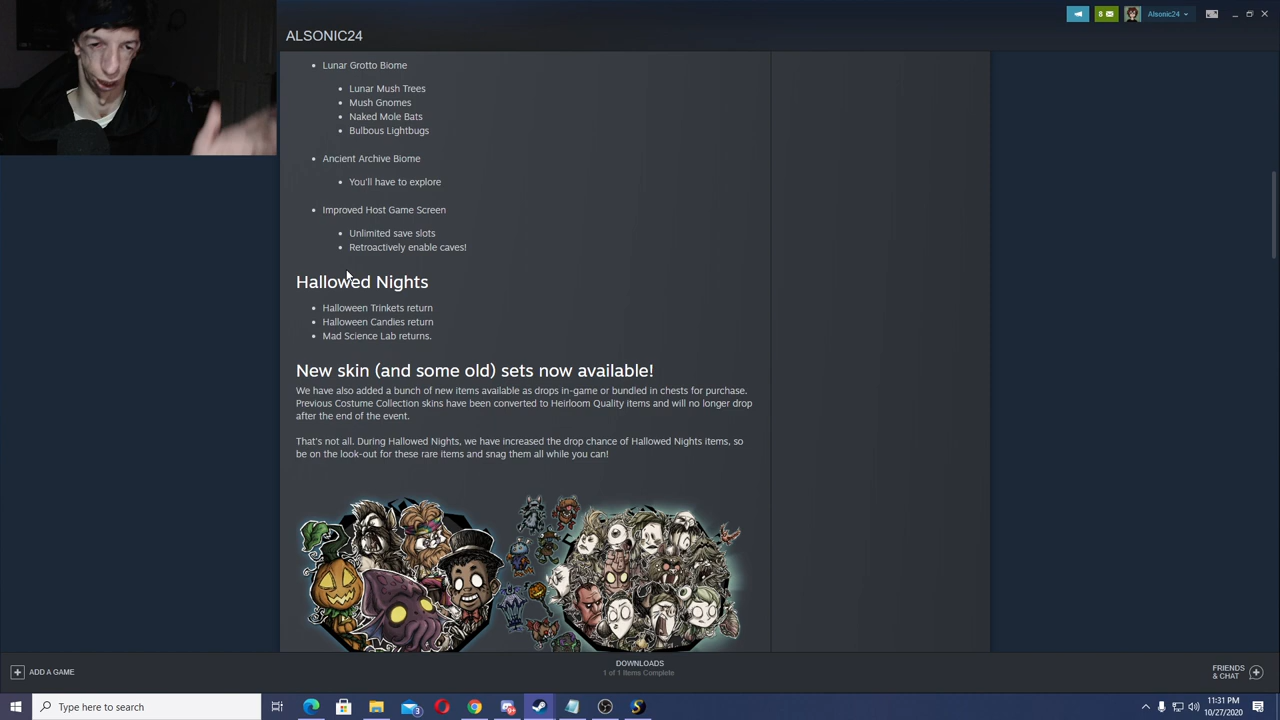 8
Alsonic24
ALSONIC24
Lunar Grotto Biome
Lunar Mush Trees
Mush Gnomes
Naked Mole Bats
Bulbous Lightbugs
Ancient Archive Biome
You'll have to explore
Improved Host Game Screen
Unlimited save slots
Retroactively enable caves!
Hallowed Nights
Halloween Trinkets return
Halloween Candies return
Mad Science Lab returns.
New skin (and some old) sets now available!
We have also added a bunch of new items available as drops in-game or bundled in chests for purchase.
Previous Costume Collection skins have been converted to Heirloom Quality items and will no longer drop
after the end of the event.
That's not all. During Hallowed Nights, we have increased the drop chance of Hallowed Nights items, so
be on the look-out for these rare items and snag them all while you can!
ADD A GAME
DOWNLOADS
1 of 1 Items Complete
FRIENDS
& CHAT
Type here to search
3
11:31 PM
10/27/2020